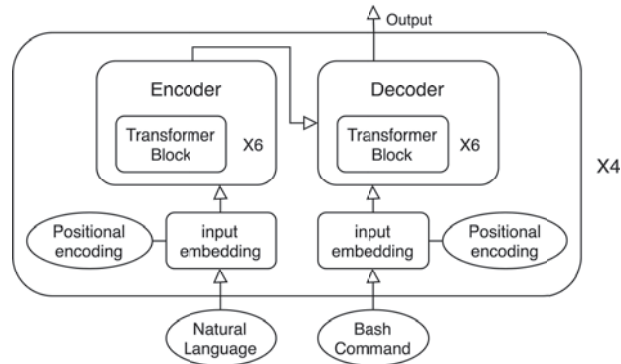 Output
Encoder
Decoder
Transformer
Block
X6
Transformer
Block
X6
X4
Positional
encoding
input
embedding
input
embedding
Positional
encoding
Natural
Language
Bash
Command